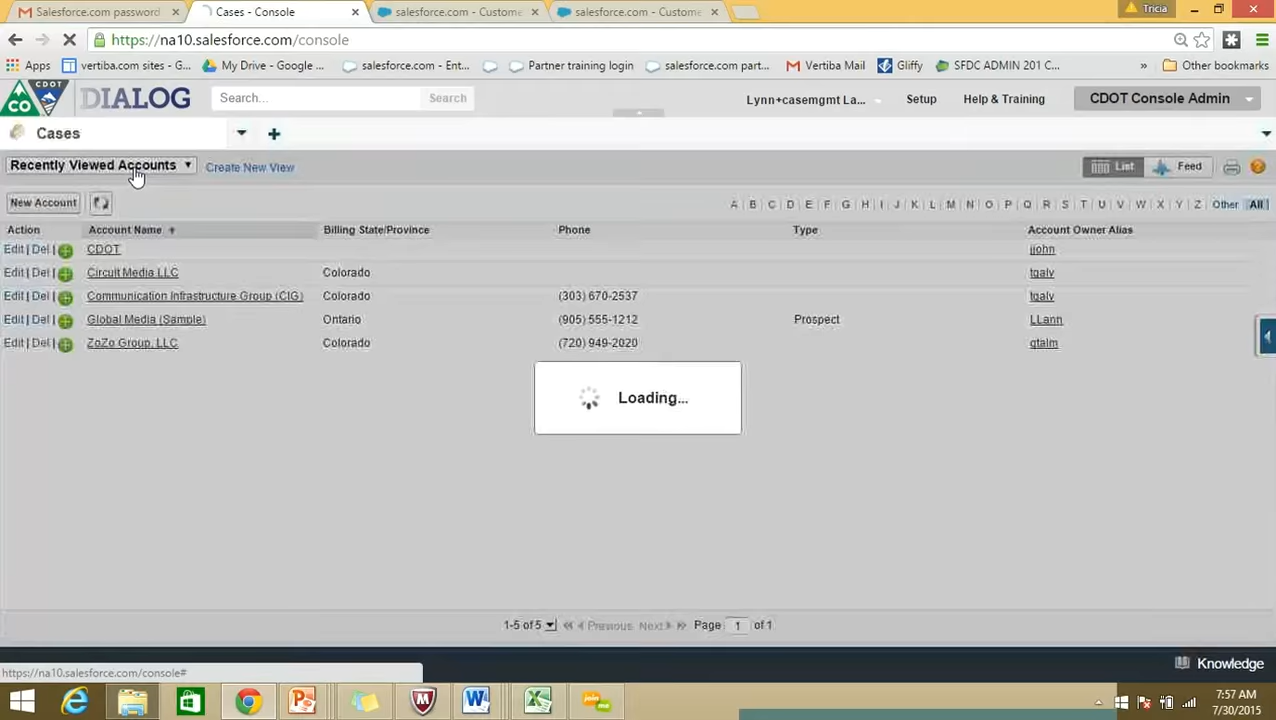 Salesforce.com password
Cases - Console
salesforce.com - Custome
salesforce.com - Custome
Tricia
https://na10.salesforce.com/console
Apps vertiba.com sites - G... My Drive - Google ... salesforce.com - Ent... Partner training login salesforce.com part... Vertiba Mail Gliffy SFDC ADMIN 201 C... » Other bookmarks
CO CDOT DIALOG Search... Search Lynn+casemgmt La... Setup Help & Training CDOT Console Admin
Cases
Recently Viewed Accounts Create New View List Feed
New Account A B C D E F G H I J K L M N O P Q R S T U V W X Y Z Other All
Action Account Name Billing State/Province Phone Type Account Owner Alias
Edit | Del | CDOT jjohn
Edit | Del | Circuit Media LLC Colorado tgalv
Edit | Del | Communication Infrastructure Group (CIG) Colorado (303) 670-2537 tgalv
Edit | Del | Global Media (Sample) Ontario (905) 555-1212 Prospect LLann
Edit | Del | ZoZo Group, LLC Colorado (720) 949-2020 gtalm
Loading...
1-5 of 5 Previous Next Page 1 of 1
https://na10.salesforce.com/console#
Knowledge
7:57 AM
7/30/2015